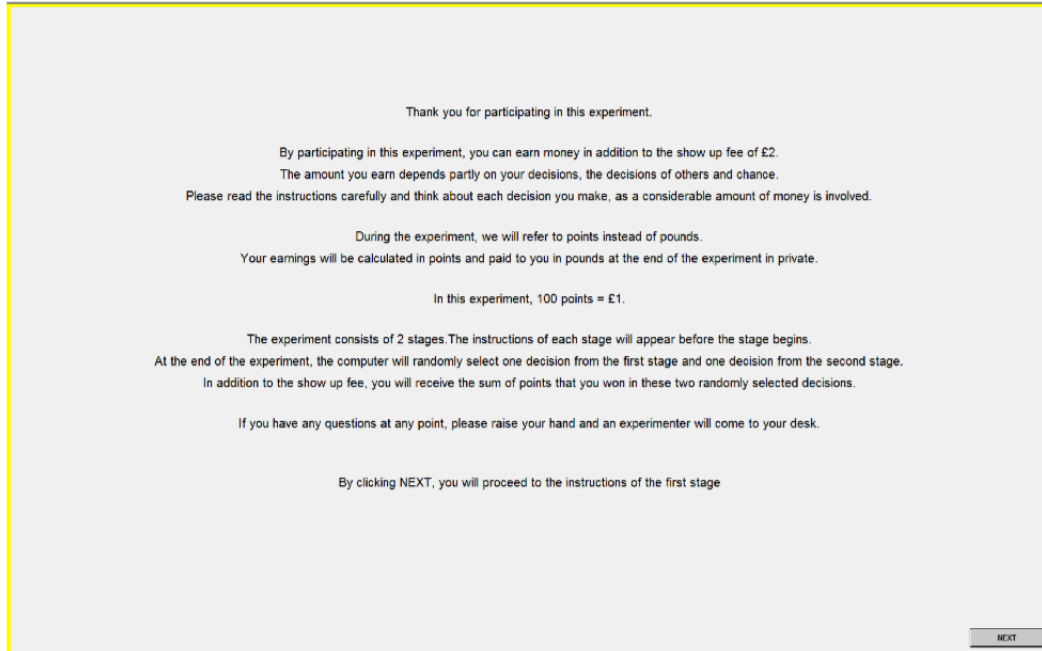 Thank you for participating in this experiment.
By participating in this experiment, you can earn money in addition to the show up fee of £2.
The amount you earn depends partly on your decisions, the decisions of others and chance.
Please read the instructions carefully and think about each decision you make, as a considerable amount of money is involved.
During the experiment, we will refer to points instead of pounds.
Your earnings will be calculated in points and paid to you in pounds at the end of the experiment in private.
In this experiment, 100 points = £1.
The experiment consists of 2 stages.The instructions of each stage will appear before the stage begins.
At the end of the experiment, the computer will randomly select one decision from the first stage and one decision from the second stage.
In addition to the show up fee, you will receive the sum of points that you won in these two randomly selected decisions.
If you have any questions at any point, please raise your hand and an experimenter will come to your desk.
By clicking NEXT, you will proceed to the instructions of the first stage
NEXT